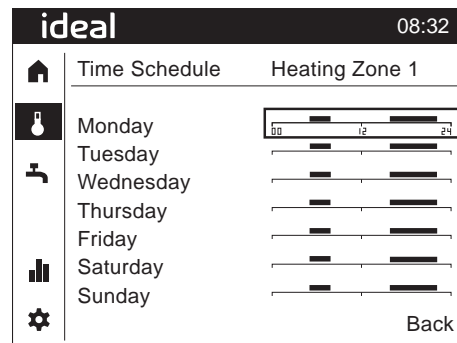 ideal 08:32
Time Schedule Heating Zone 1
Monday
00 12 24
Tuesday
Wednesday
Thursday
Friday
Saturday
Sunday
Back